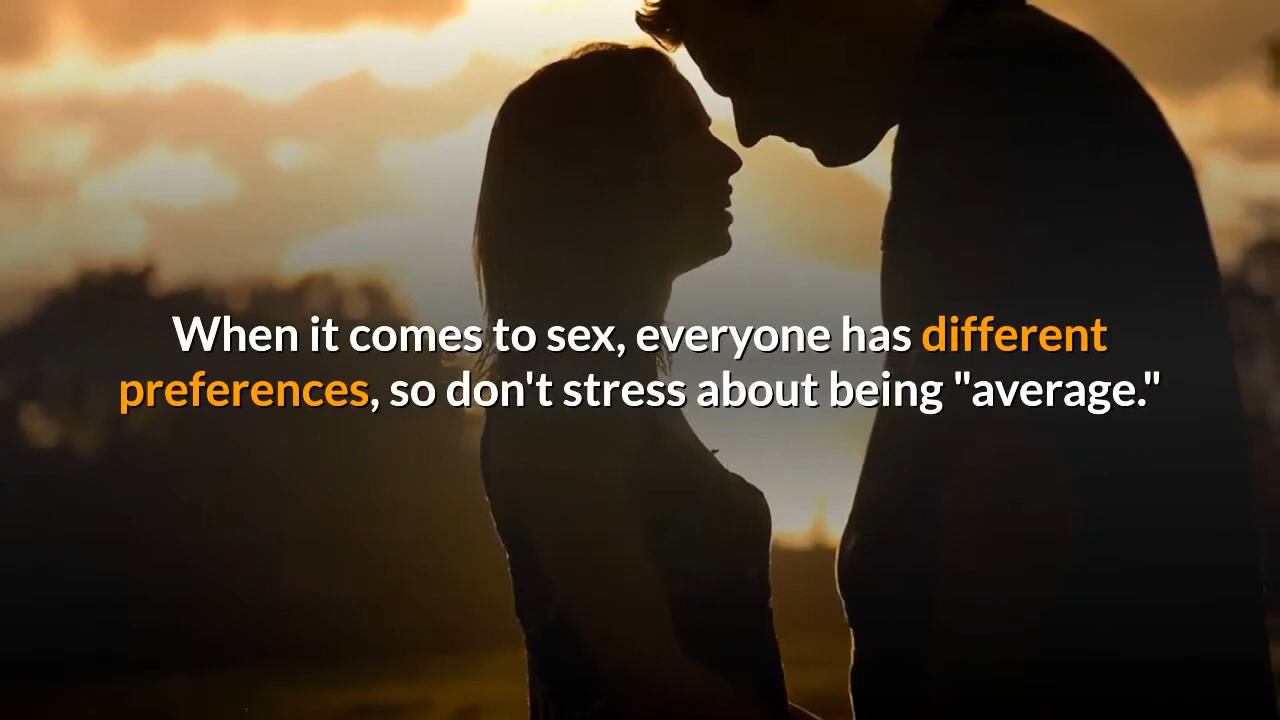 When it comes to sex, everyone has different
preferences, so don't stress about being "average."